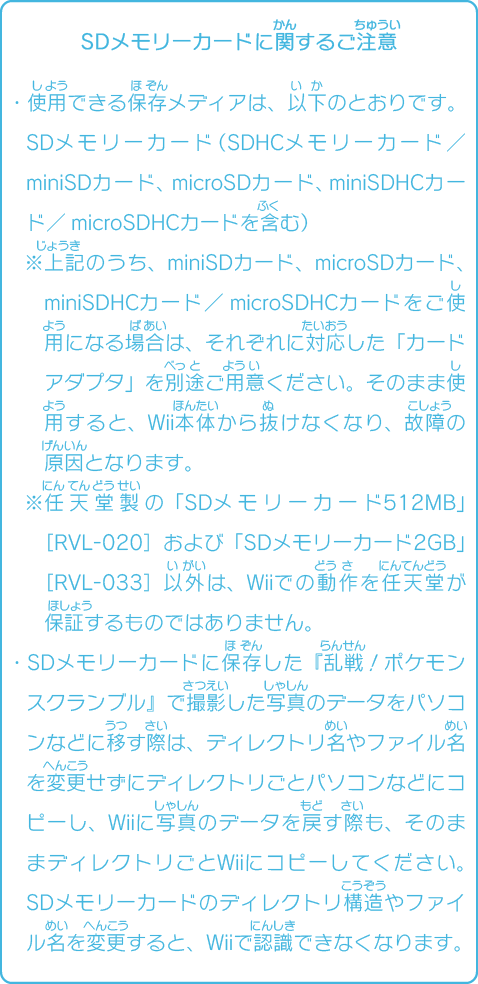 SDメモリーカードに関するご注意
・使用できる保存メディアは、以下のとおりです。
SDメモリーカード（SDHCメモリーカード／
miniSDカード、microSDカード、miniSDHCカー
ド／ microSDHCカードを含む）
※上記のうち、miniSDカード、microSDカード、
miniSDHCカード／ microSDHCカードをご使
用になる場合は、それぞれに対応した「カード
アダプタ」を別途ご用意ください。そのまま使
用すると、Wii本体から抜けなくなり、故障の
原因となります。
※任天堂製の「SDメモリーカード512MB」
［RVL-020］および「SDメモリーカード2GB」
［RVL-033］以外は、Wiiでの動作を任天堂が
保証するものではありません。
・SDメモリーカードに保存した『乱戦！ポケモン
スクランブル』で撮影した写真のデータをパソコ
ンなどに移す際は、ディレクトリ名やファイル名
を変更せずにディレクトリごとパソコンなどにコ
ピーし、Wiiに写真のデータを戻す際も、そのま
まディレクトリごとWiiにコピーしてください。
SDメモリーカードのディレクトリ構造やファイ
ル名を変更すると、Wiiで認識できなくなります。